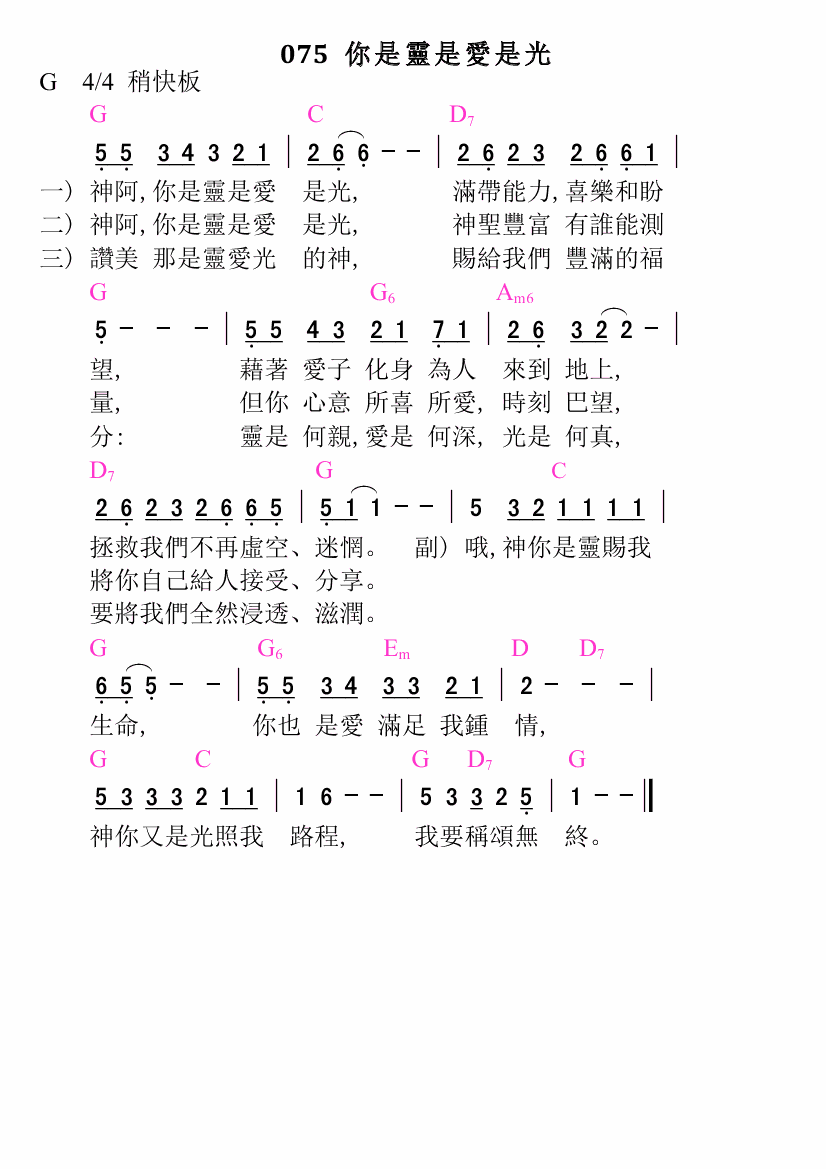 075 你是靈是愛是光
G 4/4 稍快板
G C D7
5 5 3 4 3 2 1 | 2 6 6 - - | 2 6 2 3 2 6 6 1 |
一) 神阿,你是靈是愛 是光, 滿帶能力,喜樂和盼
二) 神阿,你是靈是愛 是光, 神聖豐富 有誰能測
三) 讚美 那是靈愛光 的神, 賜給我們 豐滿的福
G G6 Am6
5 - - - | 5 5 4 3 2 1 7 1 | 2 6 3 2 2 - |
望, 藉著 愛子 化身 為人 來到 地上,
量, 但你 心意 所喜 所愛, 時刻 巴望,
分: 靈是 何親,愛是 何深, 光是 何真,
D7 G C
2 6 2 3 2 6 6 5 | 5 1 1 - - | 5 3 2 1 1 1 1 |
拯救我們不再虛空、迷惘。 副) 哦,神你是靈賜我
將你自己給人接受、分享。
要將我們全然浸透、滋潤。
G G6 Em D D7
6 5 5 - - | 5 5 3 4 3 3 2 1 | 2 - - - |
生命, 你也 是愛 滿足 我鍾 情,
G C G D7 G
5 3 3 3 2 1 1 | 1 6 - - | 5 3 3 2 5 | 1 - - ‖
神你又是光照我 路程, 我要稱頌無 終。